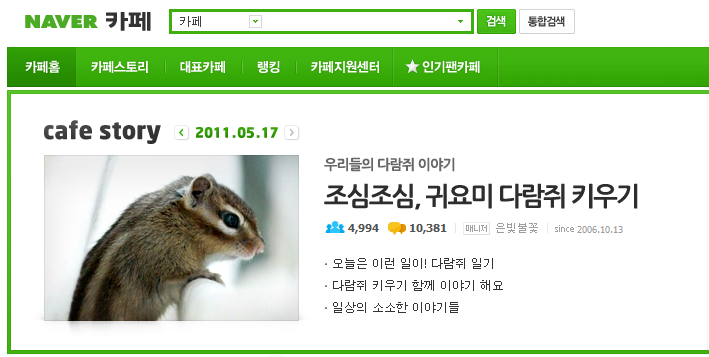 NAVER 카페
카페
검색
통합검색
카페홈 카페스토리 대표카페 랭킹 카페지원센터 인기팬카페
cafe story 2011.05.17
우리들의 다람쥐 이야기
조심조심, 귀요미 다람쥐 키우기
4,994 10,381 매니저 은빛불꽃 since 2006.10.13
· 오늘은 이런 일이! 다람쥐 일기
· 다람쥐 키우기 함께 이야기 해요
· 일상의 소소한 이야기들